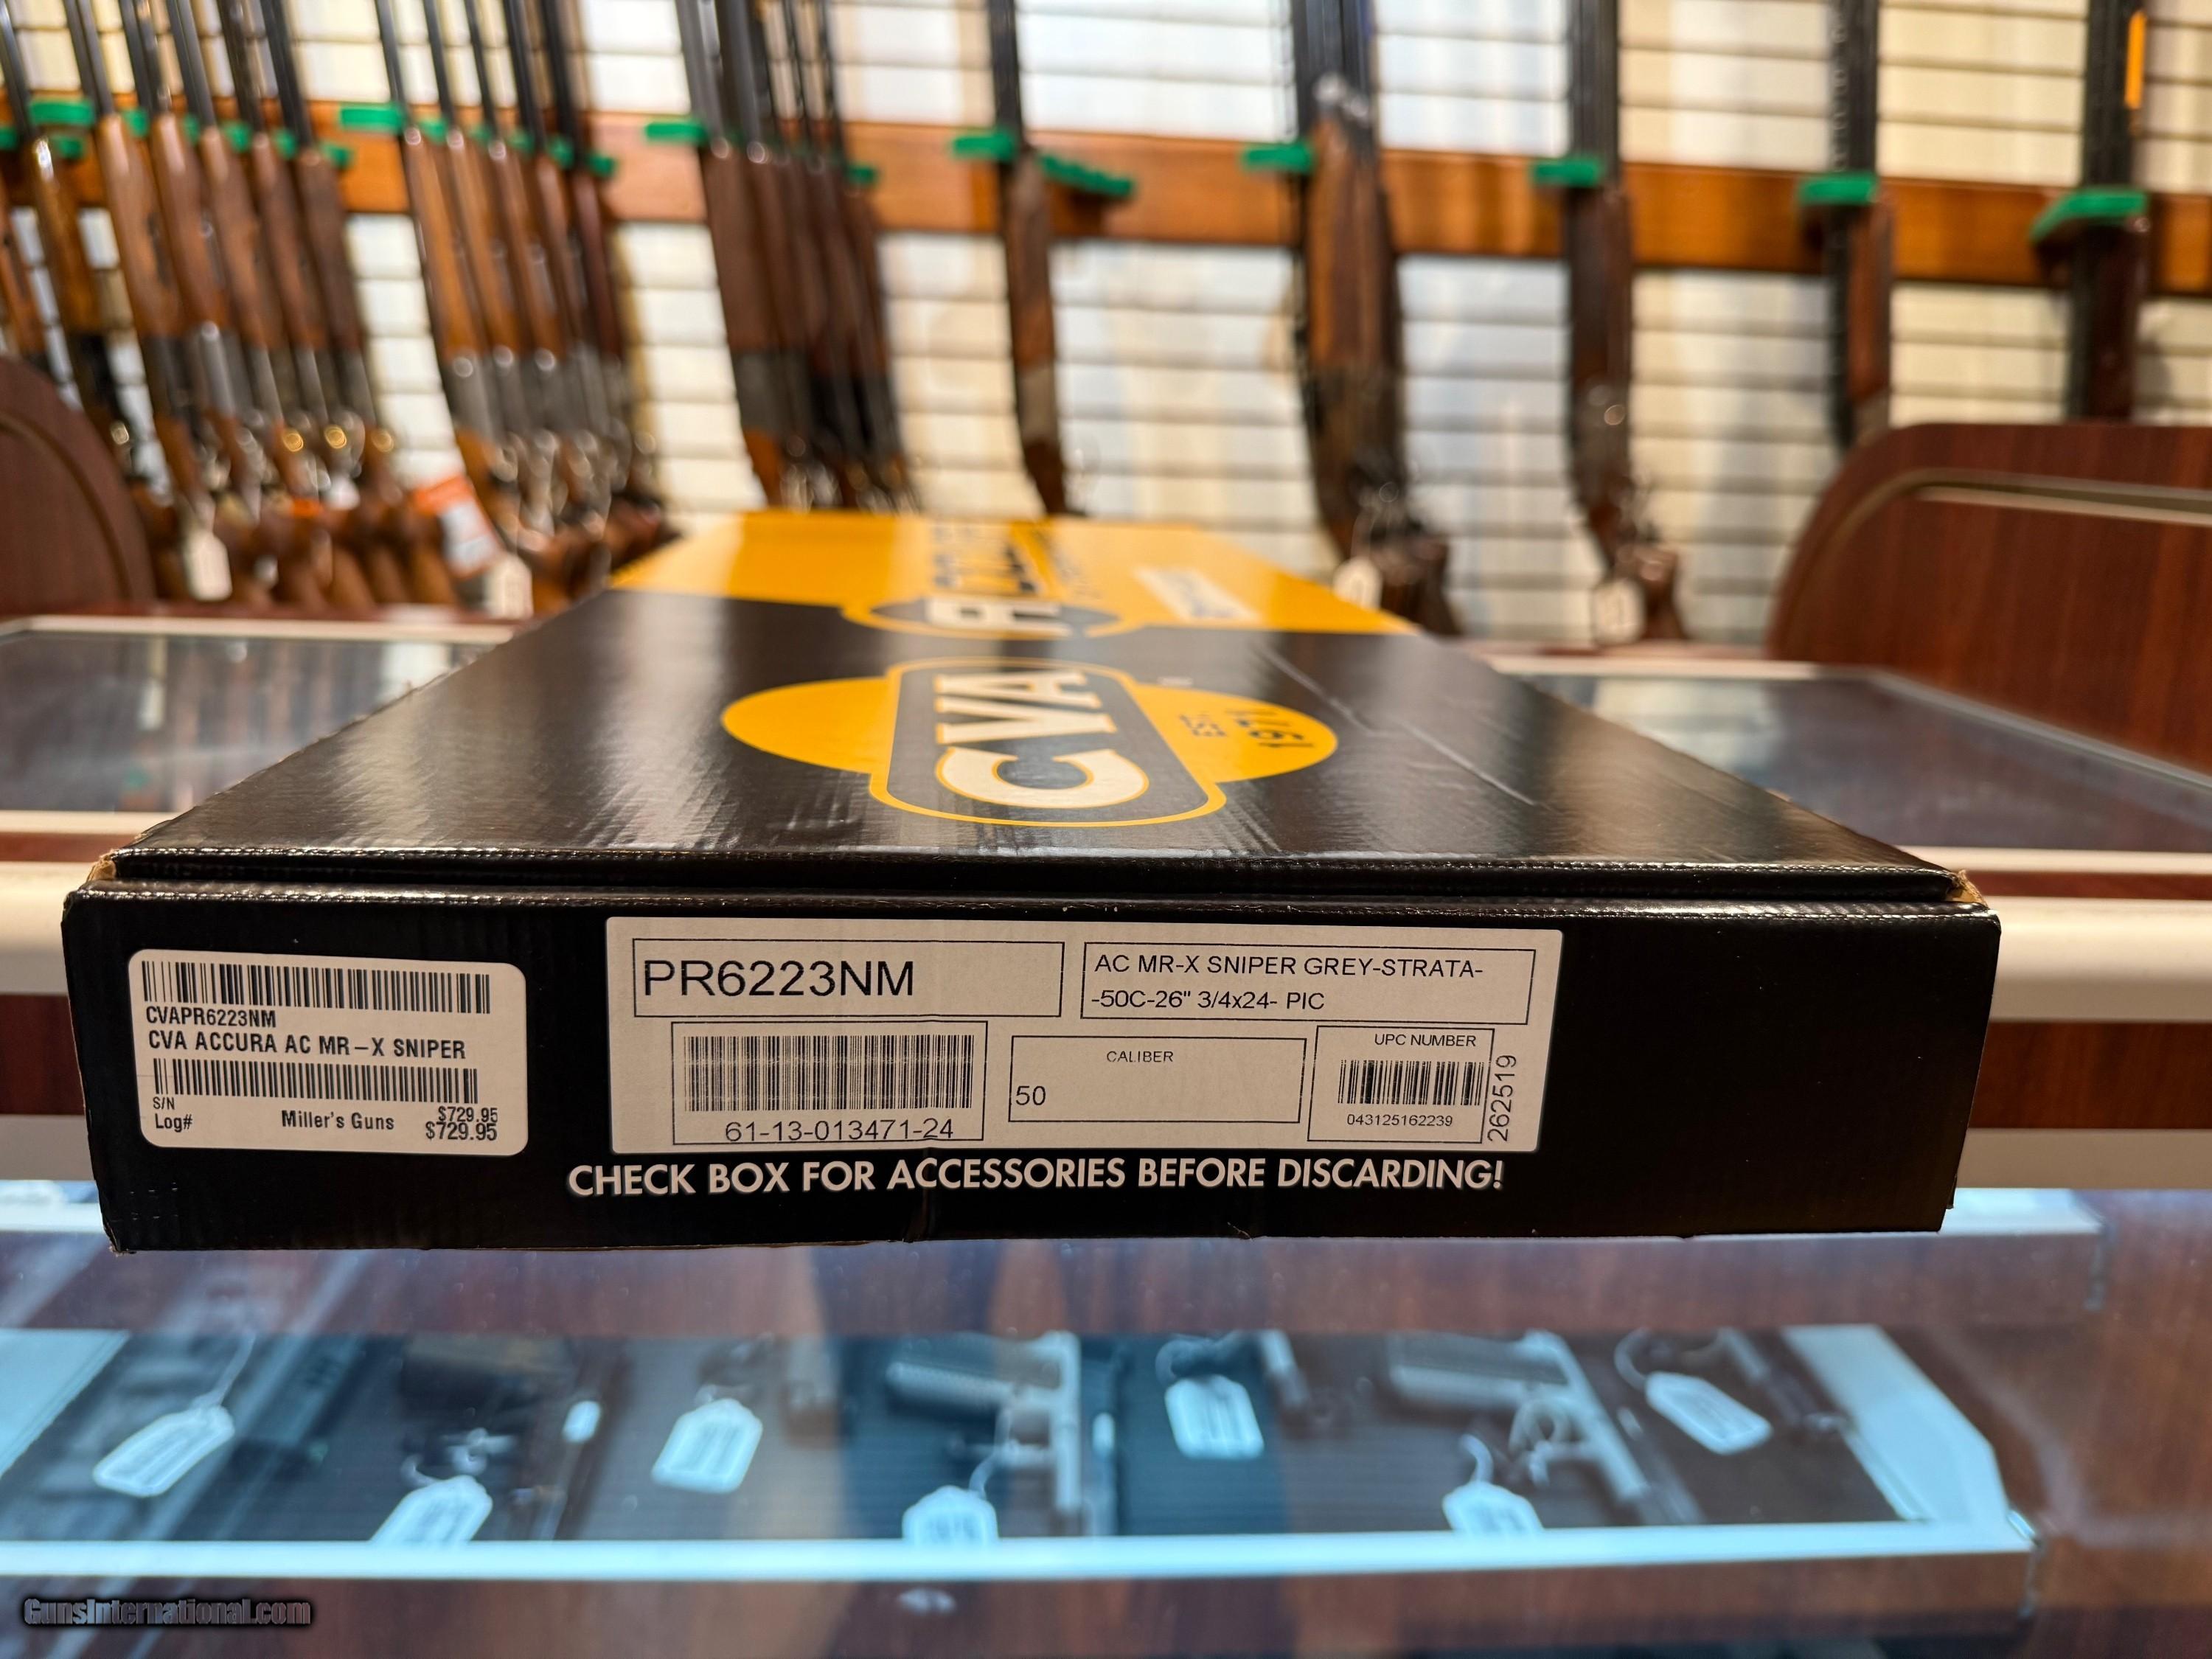 CVA
EST.
1971
CVAPR6223NM
CVA ACCURA AC MR-X SNIPER
S/N
Log#
Miller's Guns
$729.95
$729.95
PR6223NM
AC MR-X SNIPER GREY-STRATA-
-50C-26" 3/4x24- PIC
61-13-013471-24
CALIBER
50
UPC NUMBER
043125162239
262519
CHECK BOX FOR ACCESSORIES BEFORE DISCARDING!
GunsInternational.com